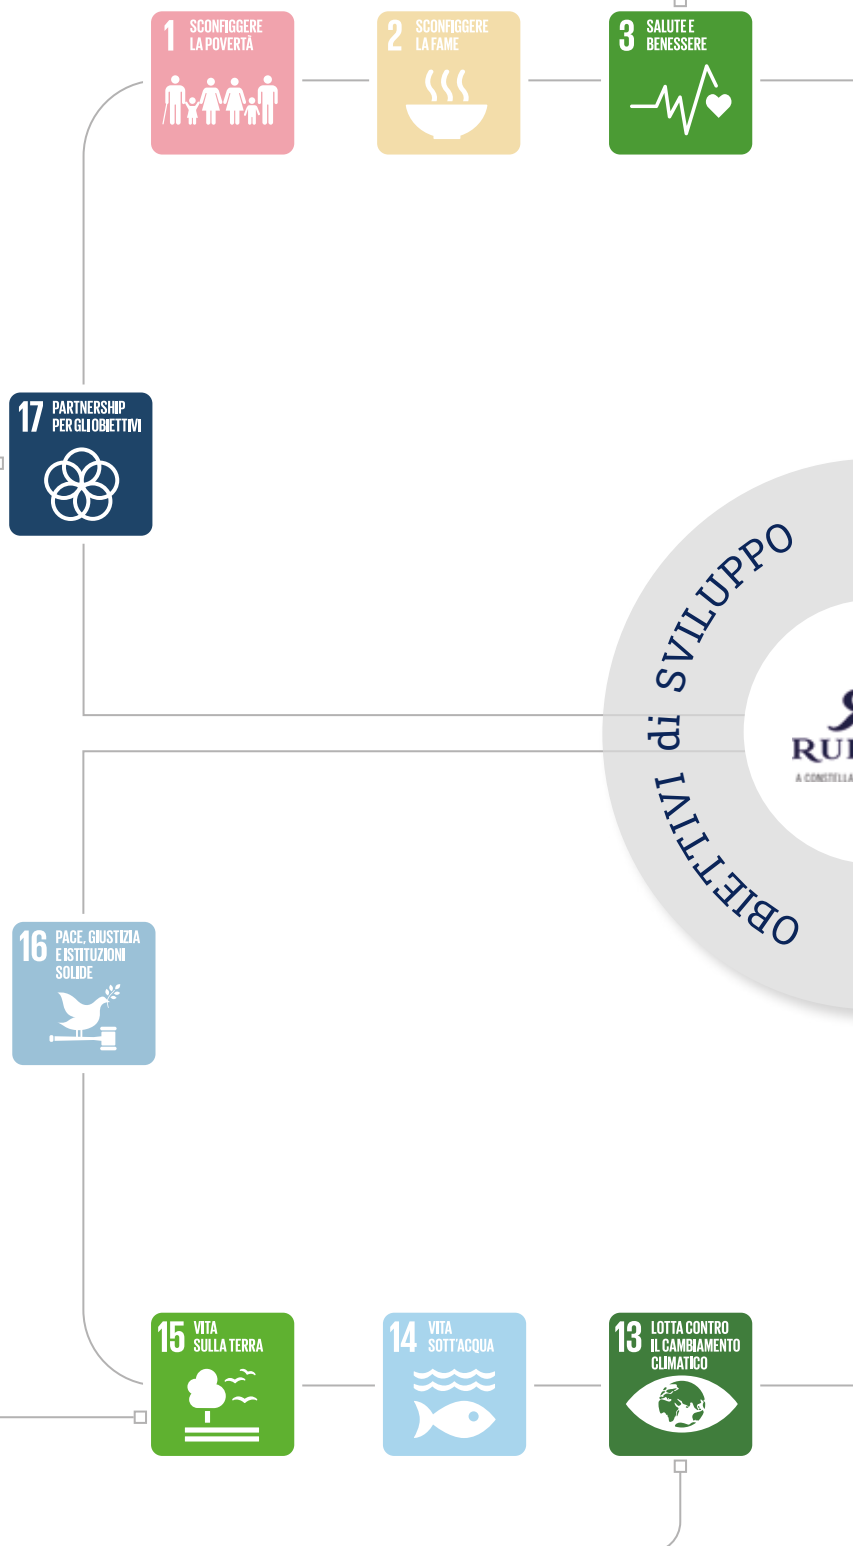 1 SCONFIGGERE
LA POVERTÀ
2 SCONFIGGERE
LA FAME
3 SALUTE E
BENESSERE
17 PARTNERSHIP
PER GLI OBIETTIVI
OBIETTIVI di SVILUPPO
16 PACE, GIUSTIZIA
E ISTITUZIONI
SOLIDE
15 VITA
SULLA TERRA
14 VITA
SOTT'ACQUA
13 LOTTA CONTRO
IL CAMBIAMENTO
CLIMATICO